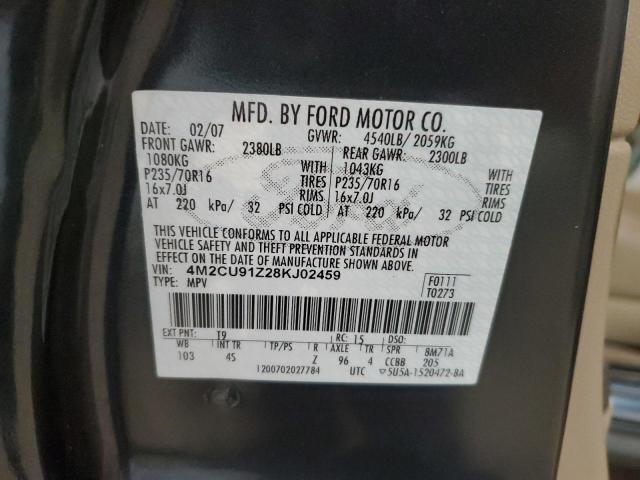 MFD. BY FORD MOTOR CO.
DATE: 02/07 GVWR: 4540LB/ 2059KG
FRONT GAWR: 2380LB REAR GAWR: 2300LB
1080KG WITH 1043KG WITH
P235/70R16 TIRES P235/70R16 TIRES
16x7.0J RIMS 16x7.0J RIMS
AT 220 kPa/ 32 PSI COLD AT 220 kPa/ 32 PSI COLD
Ford
THIS VEHICLE CONFORMS TO ALL APPLICABLE FEDERAL MOTOR
VEHICLE SAFETY AND THEFT PREVENTION STANDARDS IN
EFFECT ON THE DATE OF MANUFACTURE SHOWN ABOVE.
VIN: 4M2CU91Z28KJ02459 F0111
TYPE: MPV T0273
EXT PNT: T9 RC: 15 DSO:
WB INT TR TP/PS R AXLE TR SPR 8M71A
103 4S Z 96 4 CCBB 205
1200702027784 UTC ▽5U5A-1520472-BA